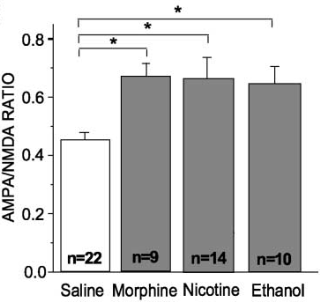 *
*
*
0.8
0.6
0.4
0.2
0.0
AMPA/NMDA RATIO
n=22 n=9 n=14 n=10
Saline Morphine Nicotine Ethanol